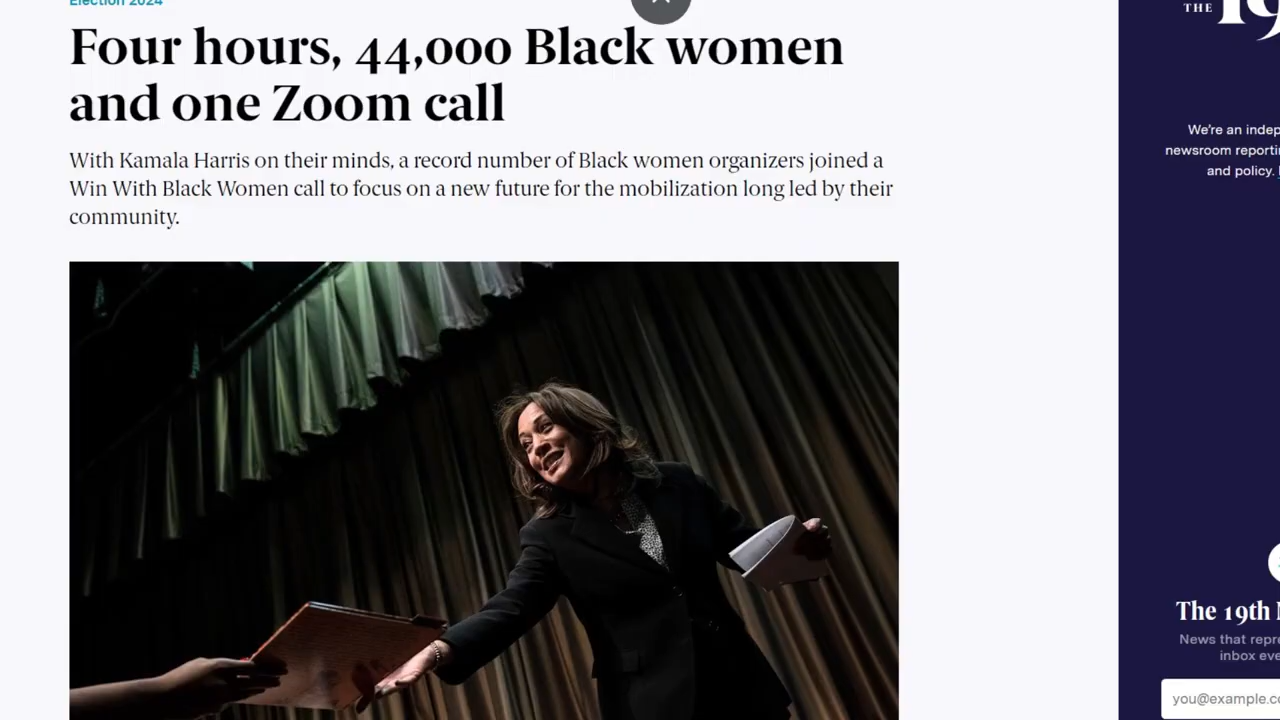 Election 2024
Four hours, 44,000 Black women
and one Zoom call
With Kamala Harris on their minds, a record number of Black women organizers joined a
Win With Black Women call to focus on a new future for the mobilization long led by their
community.
THE 19
We're an indep
newsroom reportin
and policy.
The 19th
News that repre
inbox eve
you@example.co